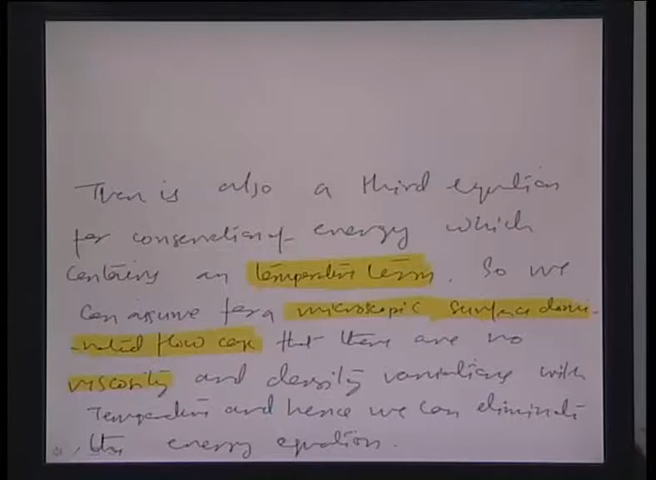 There is also a third equation
for conservation of energy which
contains an temperature term. So we
can assume for a microscopic surface domi-
-nated flow case that there are no
viscosity and density variations with
Temperature and hence we can eliminate
the energy equation.